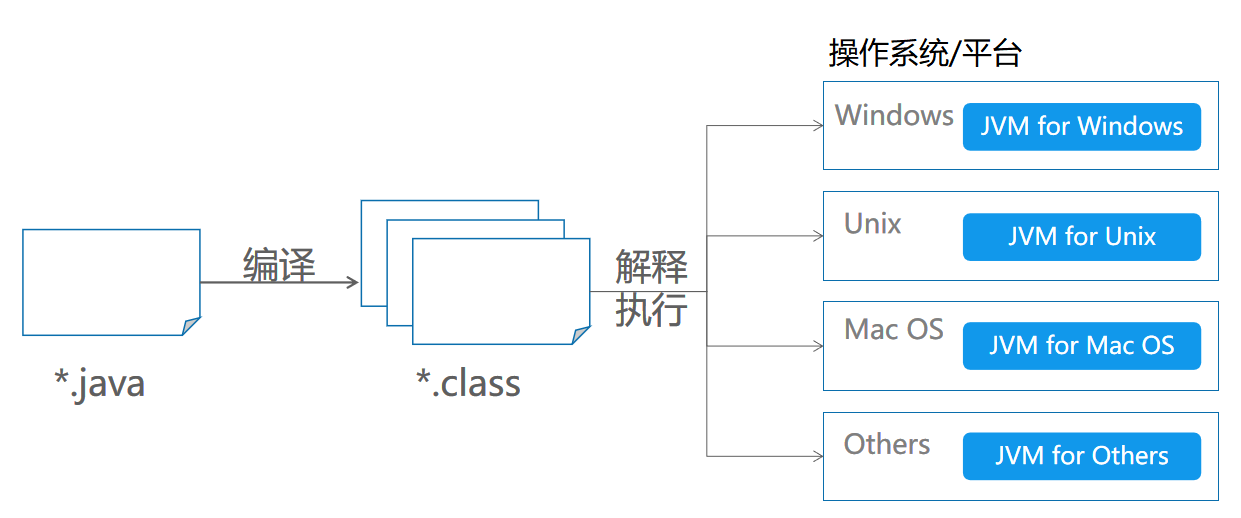 操作系统/平台
Windows
JVM for Windows
Unix
JVM for Unix
编译
解释
执行
Mac OS
JVM for Mac OS
*.java
*.class
Others
JVM for Others